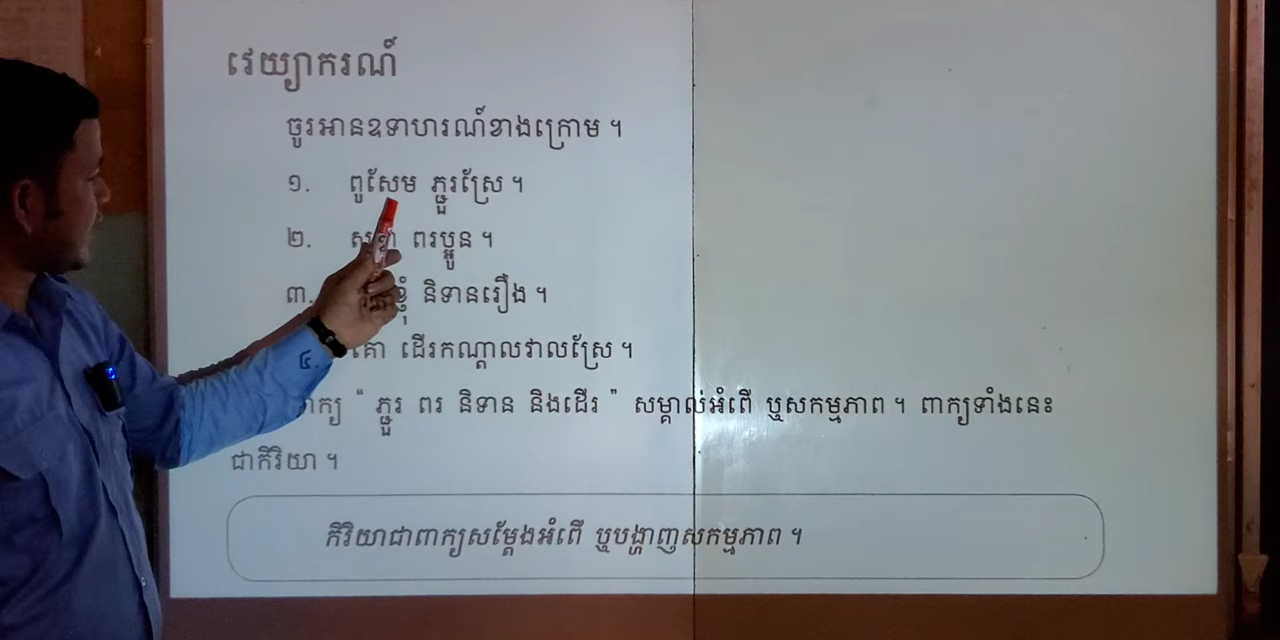 វេយ្យាករណ៍
ចូរអានឧទាហរណ៍ខាងក្រោម ។
១. ពូសែម ភ្ជួរស្រែ ។
២. ពរប្អូន ។
៣. ខ្ញុំ និទានរឿង ។
៤. គោ ដើរកណ្ដាលវាលស្រែ ។
ពាក្យ “ ភ្ជួរ ពរ និទាន និងដើរ ” សម្គាល់អំពើ ឬសកម្មភាព ។ ពាក្យទាំងនេះ
ជាកិរិយា ។
កិរិយាជាពាក្យសម្ដែងអំពើ ឬបង្ហាញសកម្មភាព ។